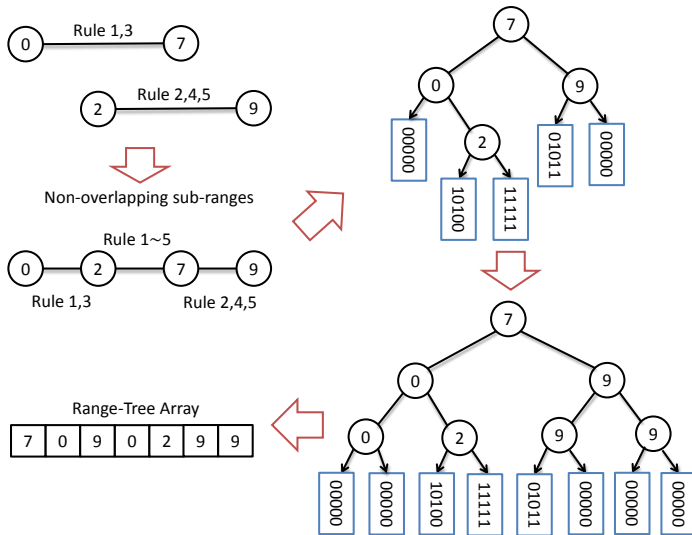 0 Rule 1,3 7
2 Rule 2,4,5 9
Non-overlapping sub-ranges
Rule 1~5
0 2 7 9
Rule 1,3 Rule 2,4,5
7
0 9
00000 2 01011 00000
10100 11111
7
0 9
0 2 9 9
00000 00000 10100 11111 01011 00000 00000 00000
Range-Tree Array
7 0 9 0 2 9 9